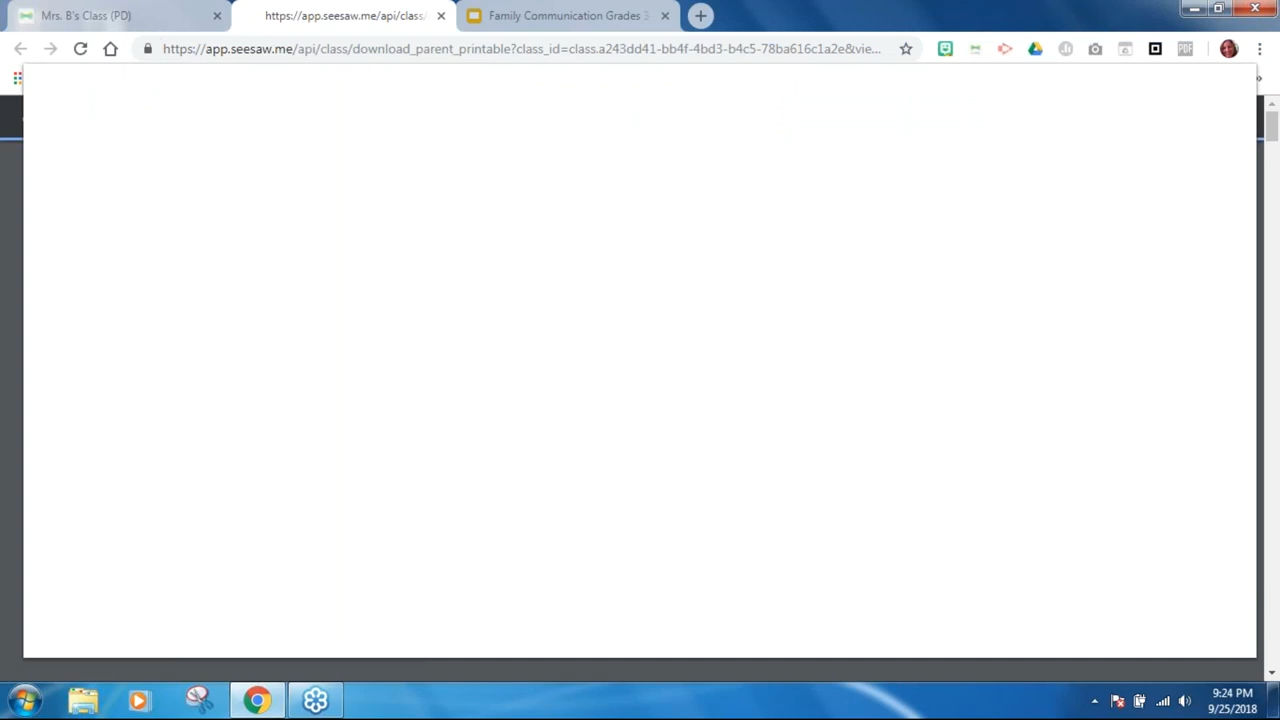 Mrs. B's Class (PD)
https://app.seesaw.me/api/class/
Family Communication Grades 3
https://app.seesaw.me/api/class/download_parent_printable?class_id=class.a243dd41-bb4f-4bd3-b4c5-78ba616c1a2e&vie...
PDF
9:24 PM
9/25/2018